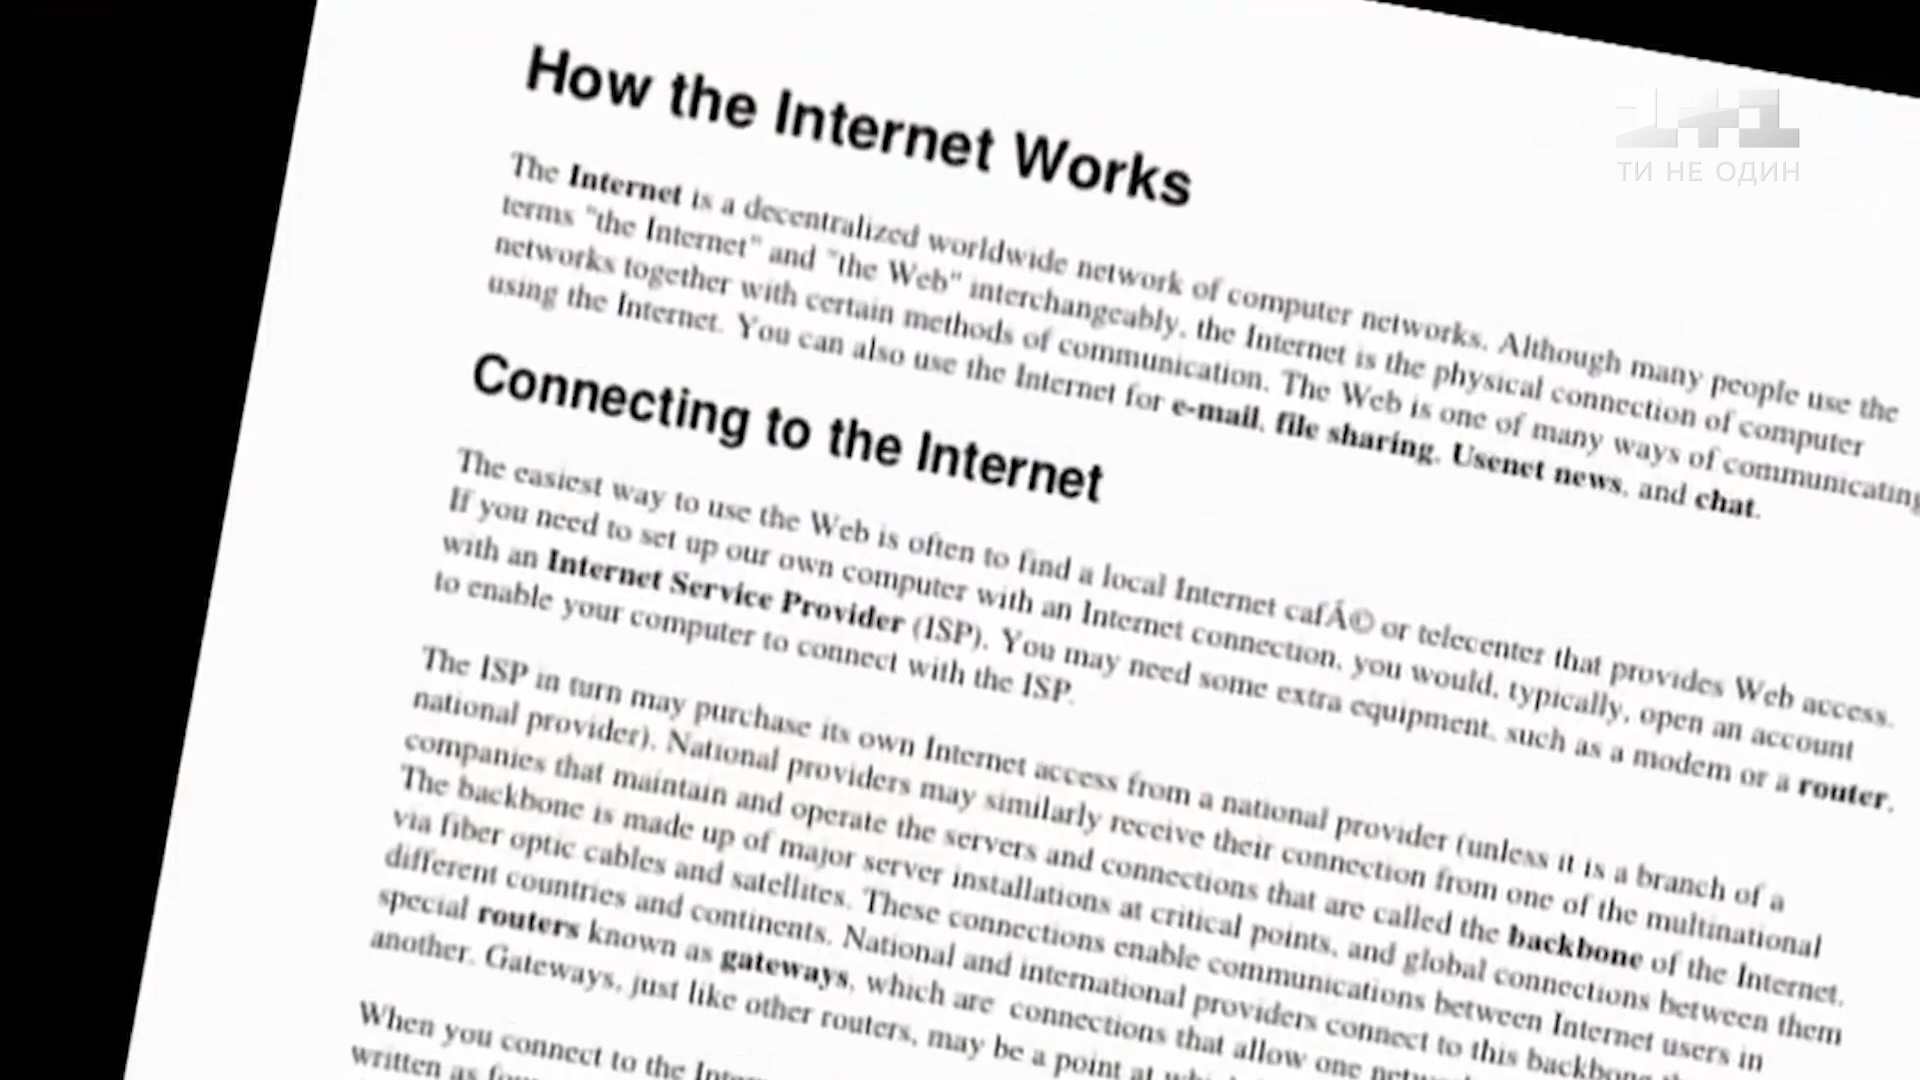 How the Internet Works
1+1
ТИ НЕ ОДИН
The Internet is a decentralized worldwide network of computer networks. Although many people use the
terms "the Internet" and "the Web" interchangeably, the Internet is the physical connection of computer
networks together with certain methods of communication. The Web is one of many ways of communicating
using the Internet. You can also use the Internet for e-mail, file sharing, Usenet news, and chat.
Connecting to the Internet
The easiest way to use the Web is often to find a local Internet cafÃ© or telecenter that provides Web access.
If you need to set up our own computer with an Internet connection, you would, typically, open an account
with an Internet Service Provider (ISP). You may need some extra equipment, such as a modem or a router,
to enable your computer to connect with the ISP.
The ISP in turn may purchase its own Internet access from a national provider (unless it is a branch of a
national provider). National providers may similarly receive their connection from one of the multinational
companies that maintain and operate the servers and connections that are called the backbone of the Internet.
The backbone is made up of major server installations at critical points, and global connections between them
via fiber optic cables and satellites. These connections enable communications between Internet users in
different countries and continents. National and international providers connect to this backbone
special routers known as gateways, which are connections that allow one
another. Gateways, just like other routers, may be a point at
When you connect to the
written as